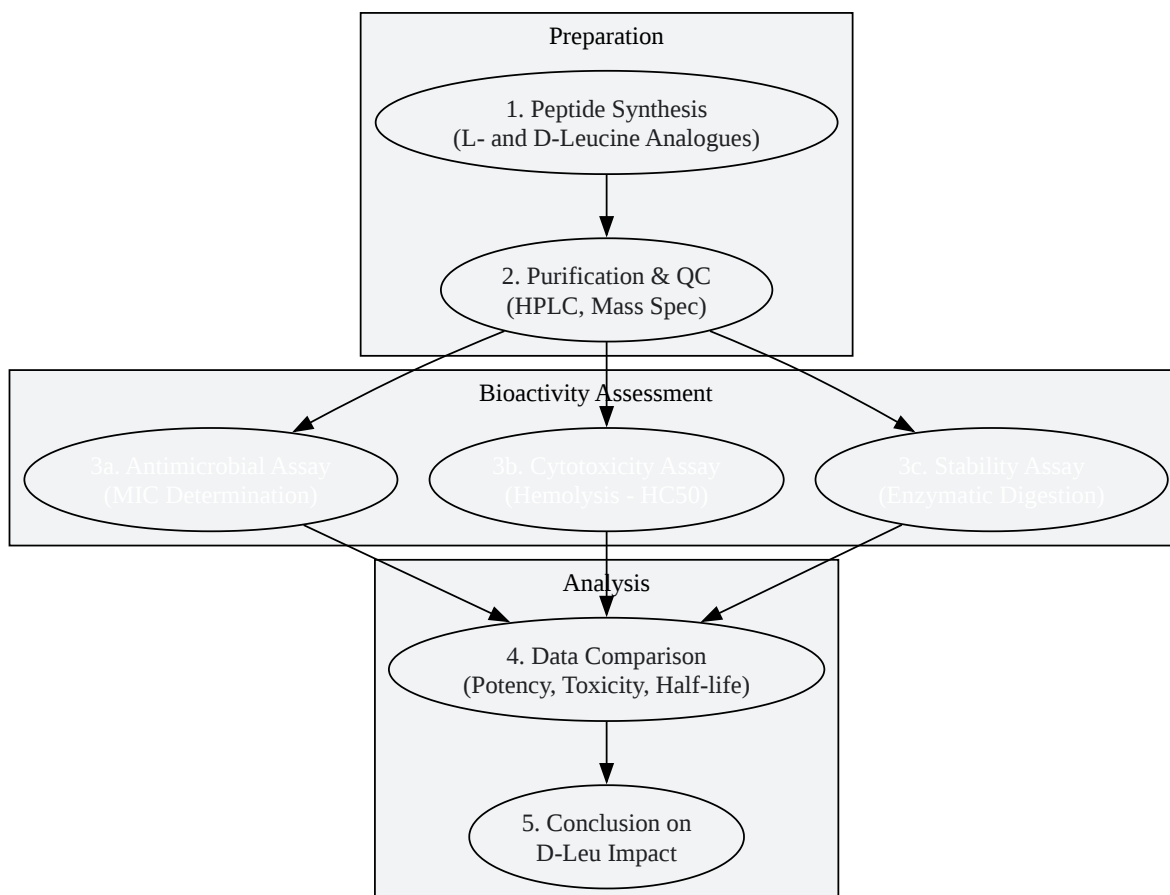 Preparation
1. Peptide Synthesis
(L- and D-Leucine Analogues)
2. Purification & QC
(HPLC, Mass Spec)
Bioactivity Assessment
3a. Antimicrobial Assay
(MIC Determination)
3b. Cytotoxicity Assay
(Hemolysis - HC50)
3c. Stability Assay
(Enzymatic Digestion)
Analysis
4. Data Comparison
(Potency, Toxicity, Half-life)
5. Conclusion on
D-Leu Impact